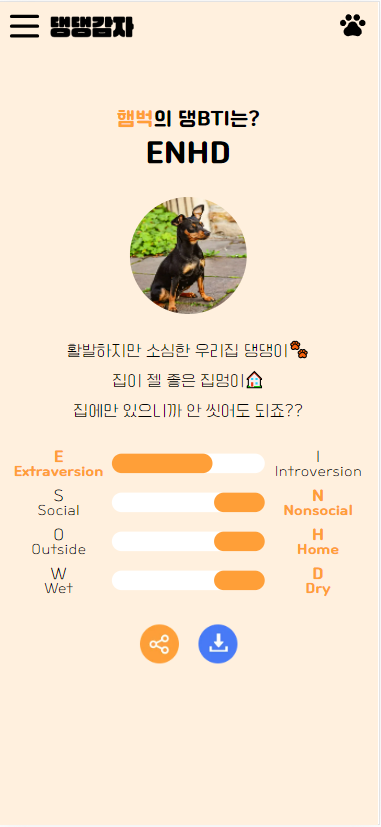 댕댕감자
햄벅의 댕BTI는?
ENHD
활발하지만 소심한 우리집 댕댕이🐾
집이 젤 좋은 집멍이🏠
집에만 있으니까 안 씻어도 되죠??
E I
Extraversion Introversion
S N
Social Nonsocial
O H
Outside Home
W D
Wet Dry